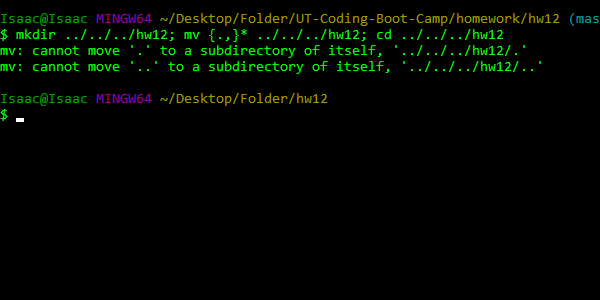 Isaac@Isaac MINGW64 ~/Desktop/Folder/UT-Coding-Boot-Camp/homework/hw12 (mas
$ mkdir ../../../hw12; mv {.,}* ../../../hw12; cd ../../../hw12
mv: cannot move '.' to a subdirectory of itself, '../../../hw12/.'
mv: cannot move '..' to a subdirectory of itself, '../../../hw12/..'
Isaac@Isaac MINGW64 ~/Desktop/Folder/hw12
$